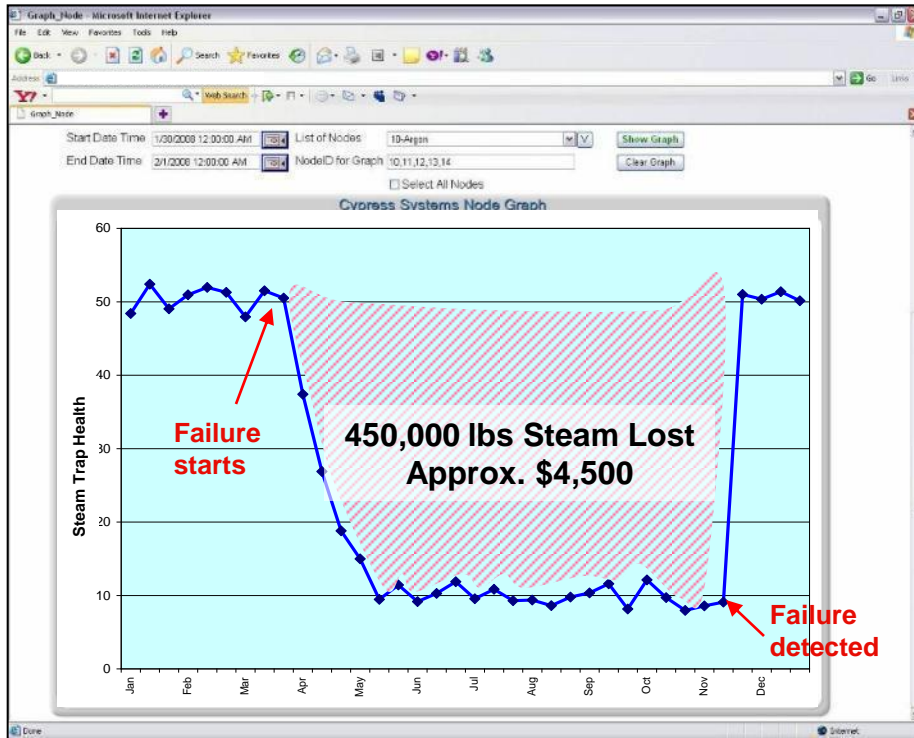 Graph_Node - Microsoft Internet Explorer
File Edit View Favorites Tools Help
Back Search Favorites
Address Go Links
Y7 Web Search
Graph_Node
Start Date Time 1/30/2008 12:00:00 AM List of Nodes 10-Argon Show Graph
End Date Time 2/1/2008 12:00:00 AM NodeID for Graph 10,11,12,13,14 Clear Graph
Select All Nodes
Cypress Systems Node Graph
60
50
40
30
20
10
0
Steam Trap Health
Failure
starts
450,000 lbs Steam Lost
Approx. $4,500
Failure
detected
Jan Feb Mar Apr May Jun Jul Aug Sep Oct Nov Dec
Done Internet